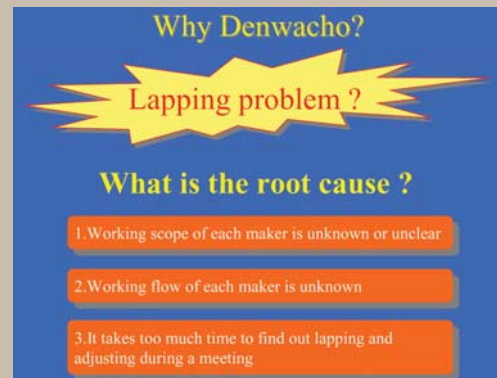 Why Denwacho?
Lapping problem ?
What is the root cause ?
1.Working scope of each maker is unknown or unclear
2.Working flow of each maker is unknown
3.It takes too much time to find out lapping and
adjusting during a meeting